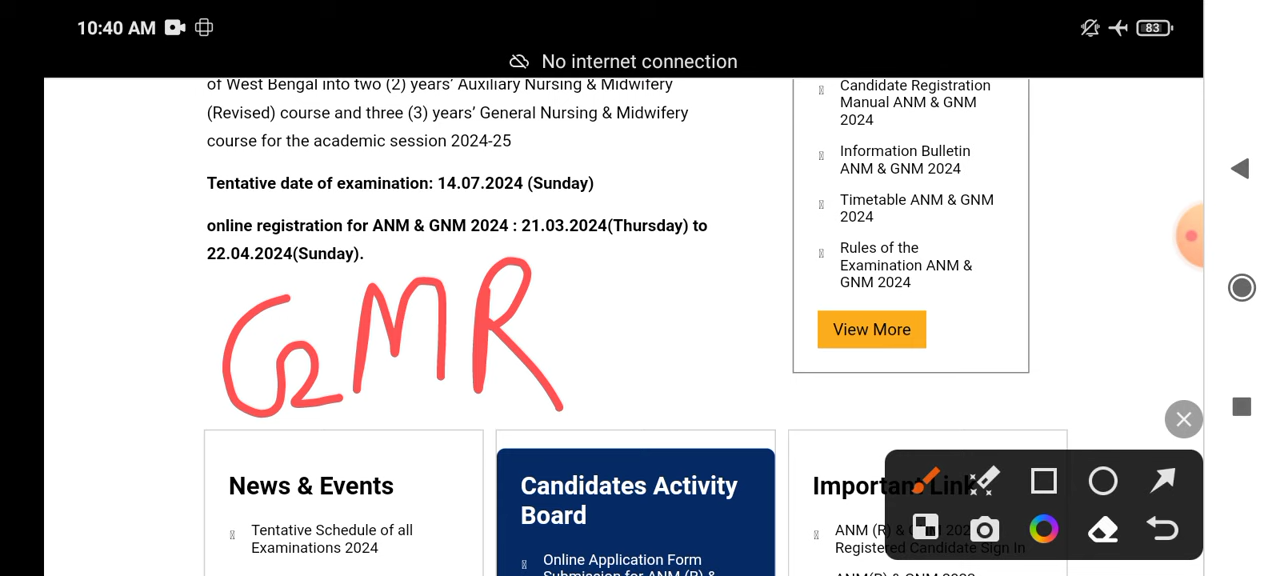 10:40 AM
83
No internet connection
of West Bengal into two (2) years’ Auxiliary Nursing & Midwifery
(Revised) course and three (3) years’ General Nursing & Midwifery
course for the academic session 2024-25
Tentative date of examination: 14.07.2024 (Sunday)
online registration for ANM & GNM 2024 : 21.03.2024(Thursday) to
22.04.2024(Sunday).
GMR
Candidate Registration
Manual ANM & GNM
2024
Information Bulletin
ANM & GNM 2024
Timetable ANM & GNM
2024
Rules of the
Examination ANM &
GNM 2024
View More
News & Events
Tentative Schedule of all
Examinations 2024
Candidates Activity
Board
Online Application Form
Submission for ANM (R) &
Important Link
ANM (R) & G
Registered Candidate Sign In